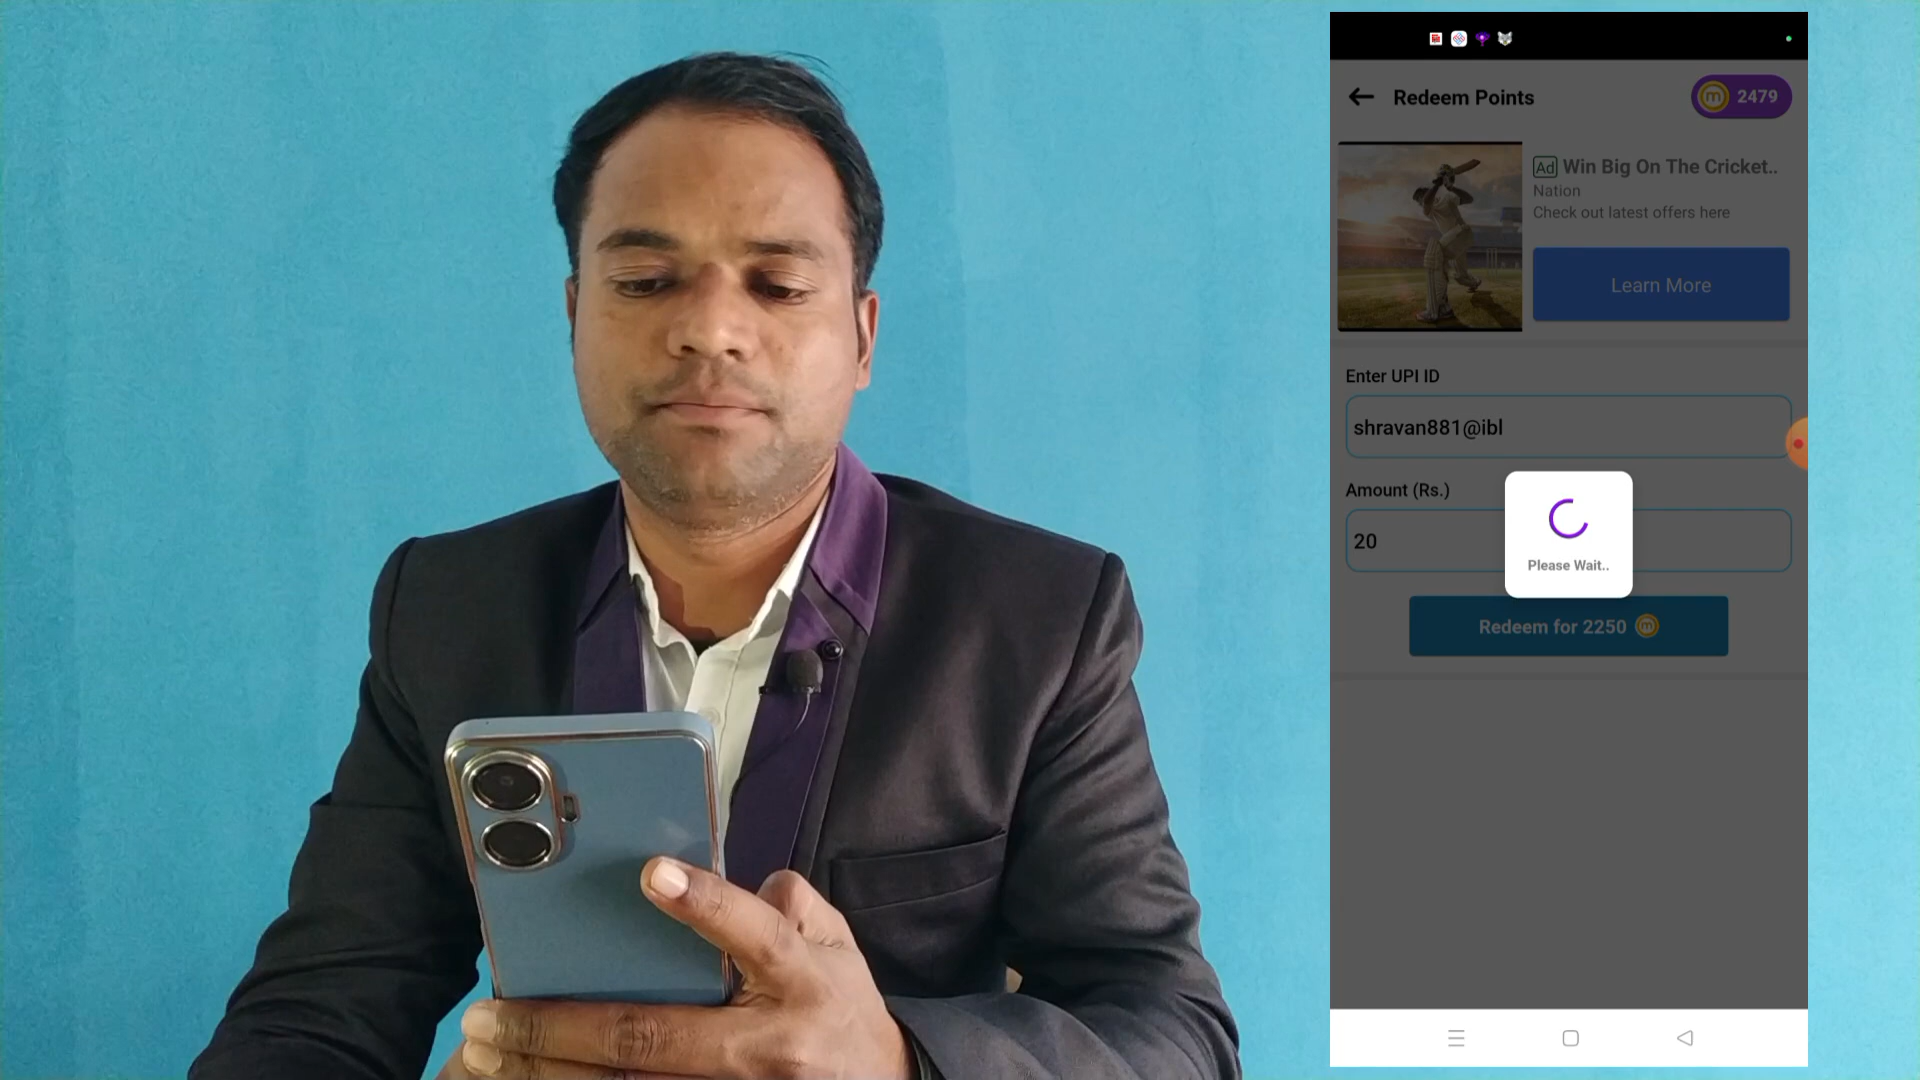 Redeem Points
2479
Ad Win Big On The Cricket..
Nation
Check out latest offers here
Learn More
Enter UPI ID
shravan881@ibl
Amount (Rs.)
20
Please Wait..
Redeem for 2250